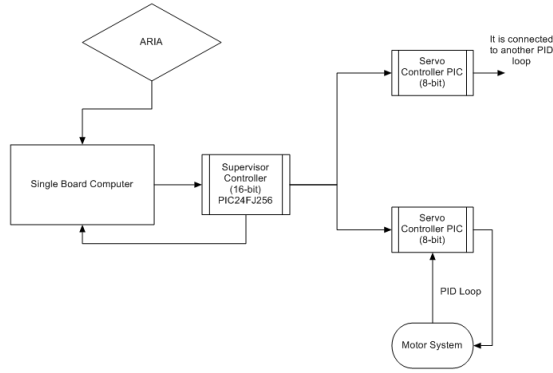 ARIA
Single Board Computer
Supervisor
Controller
(16-bit)
PIC24FJ256
Servo
Controller PIC
(8-bit)
It is connected
to another PID
loop
Servo
Controller PIC
(8-bit)
PID Loop
Motor System